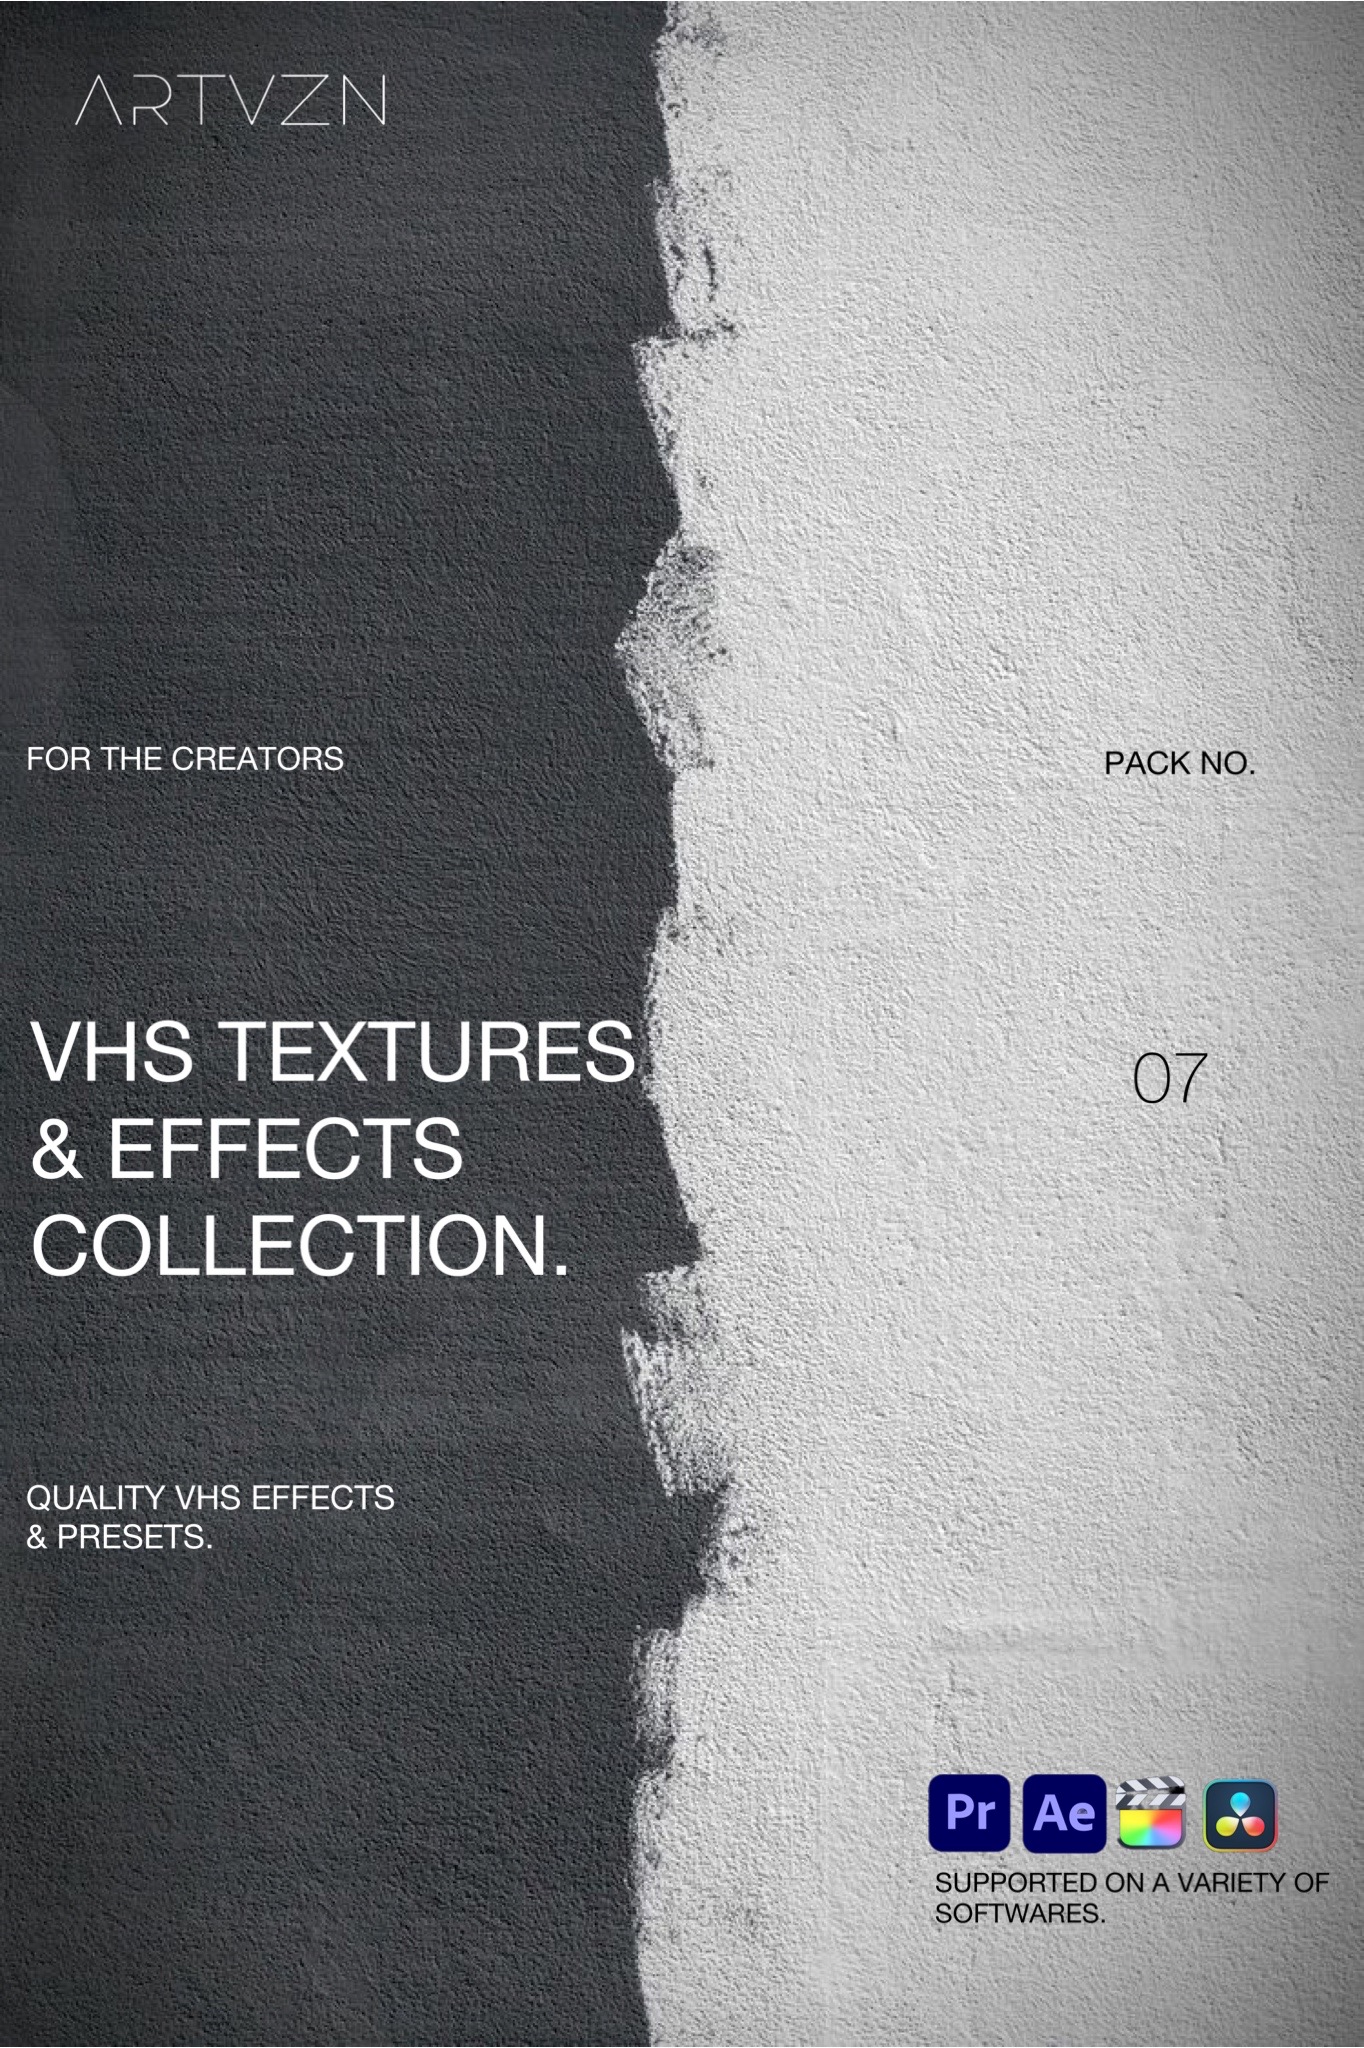 ARTVZN
FOR THE CREATORS
PACK NO.
VHS TEXTURES
& EFFECTS
COLLECTION.
07
QUALITY VHS EFFECTS
& PRESETS.
Pr Ae
SUPPORTED ON A VARIETY OF
SOFTWARES.